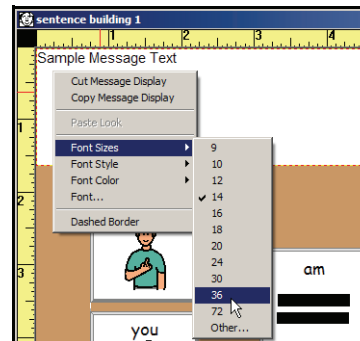 sentence building 1
1 2 3 4
Sample Message Text
Cut Message Display
Copy Message Display
Paste Look
Font Sizes
Font Style
Font Color
Font...
Dashed Border
9
10
12
14
16
18
20
24
30
36
72
Other...
1
2
3
am
you